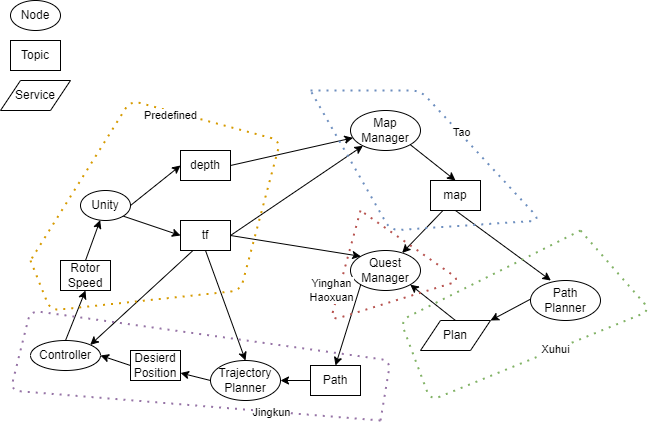 Node
Topic
Service
Predefined
Map
Manager
Tao
depth
map
Unity
tf
Quest
Manager
Rotor
Speed
Yinghan
Haoxuan
Path
Planner
Plan
Xuhui
Controller
Desierd
Position
Trajectory
Planner
Path
Jingkun